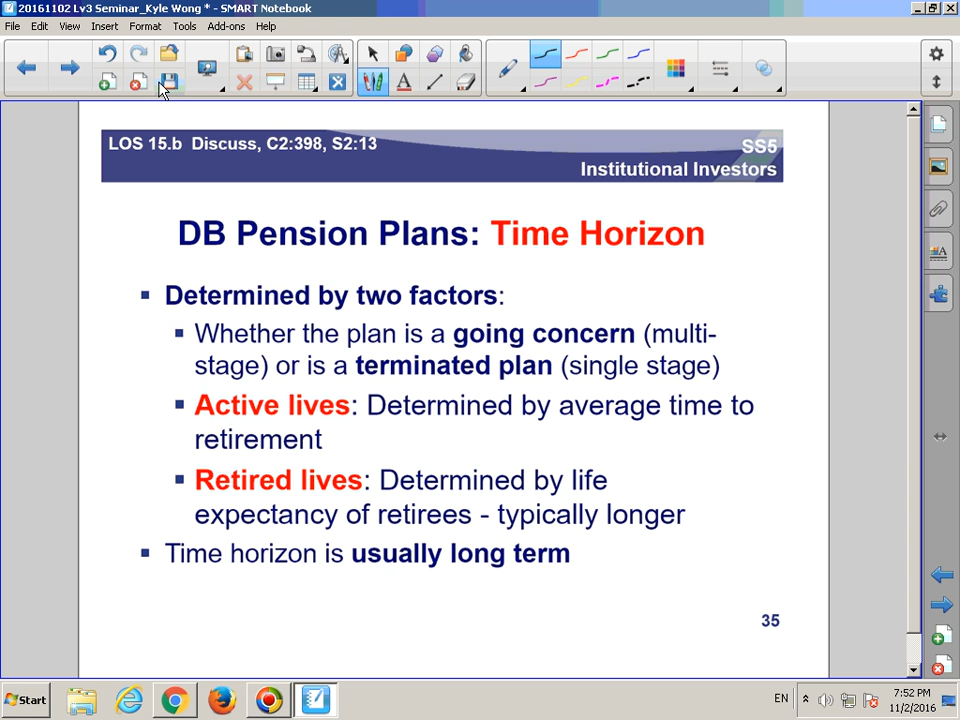 20161102 Lv3 Seminar_Kyle Wong * - SMART Notebook
File Edit View Insert Format Tools Add-ons Help
LOS 15.b Discuss, C2:398, S2:13
SS5
Institutional Investors
DB Pension Plans: Time Horizon
▪ Determined by two factors:
▪ Whether the plan is a going concern (multi-
stage) or is a terminated plan (single stage)
▪ Active lives: Determined by average time to
retirement
▪ Retired lives: Determined by life
expectancy of retirees - typically longer
▪ Time horizon is usually long term
35
Start
EN
7:52 PM
11/2/2016